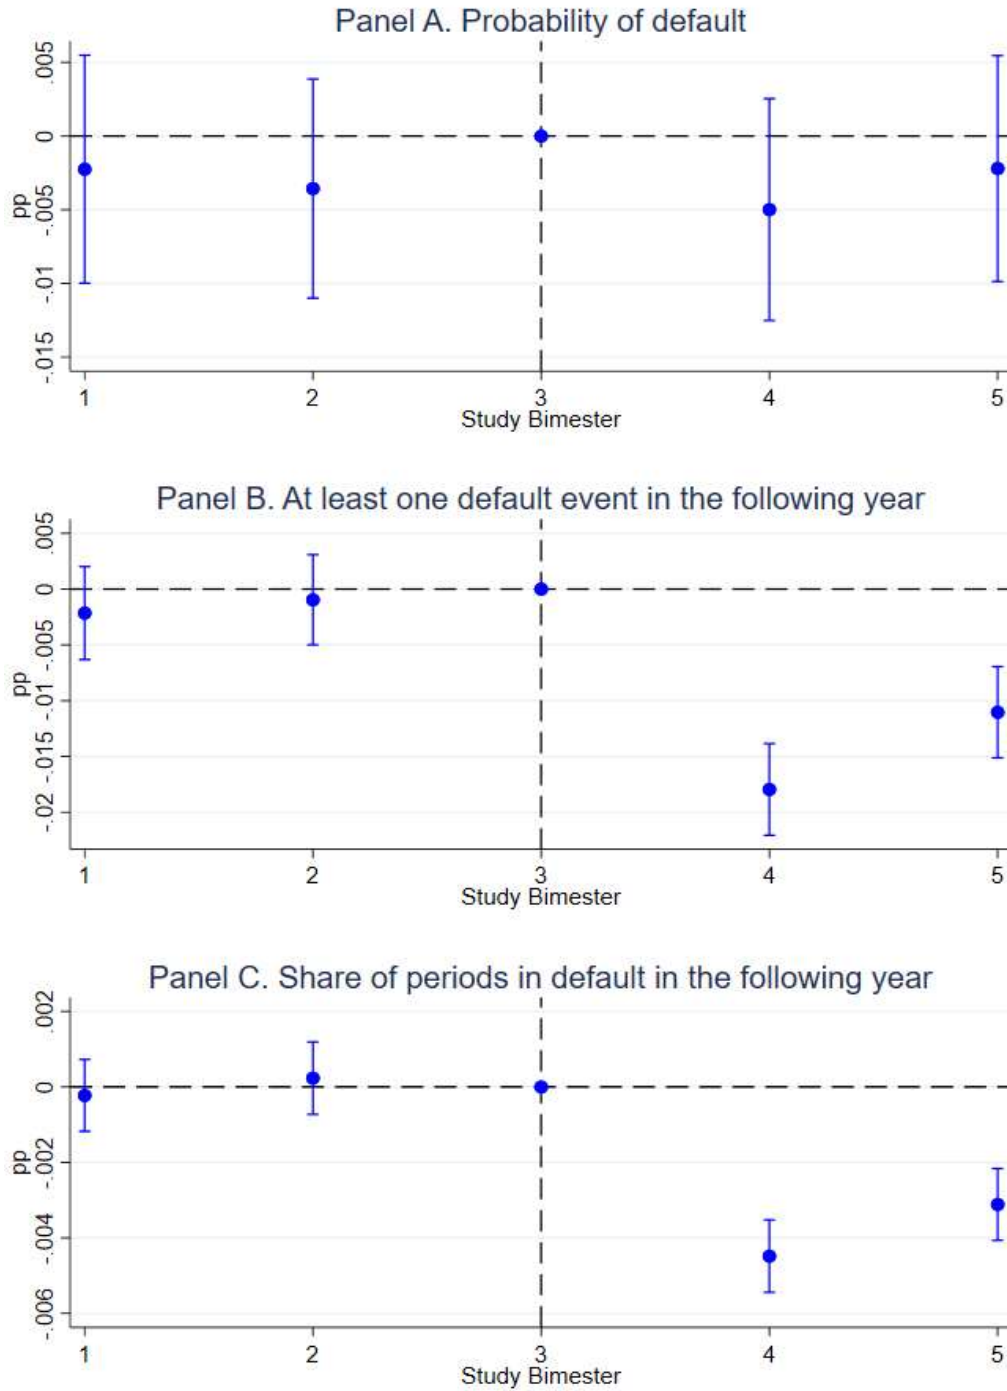 Panel A. Probability of default
.005
0
-.005
-.01
-.015
pp
1 2 3 4 5
Study Bimester
Panel B. At least one default event in the following year
.005
0
-.005
-.01
-.015
-.02
pp
1 2 3 4 5
Study Bimester
Panel C. Share of periods in default in the following year
.002
0
-.002
-.004
-.006
pp
1 2 3 4 5
Study Bimester